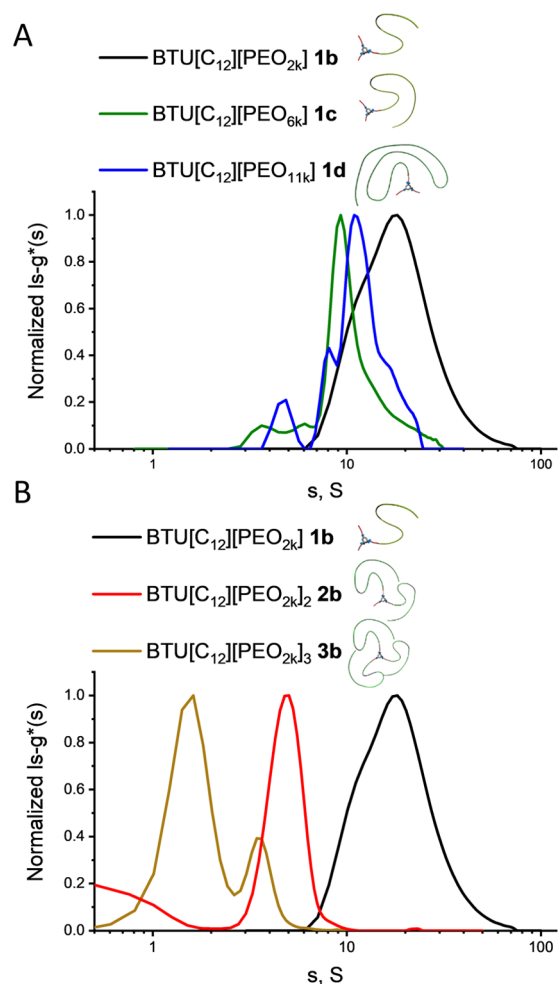 A
BTU[C₁₂][PEO₂ₖ] 1b
BTU[C₁₂][PEO₆ₖ] 1c
BTU[C₁₂][PEO₁₁ₖ] 1d
Normalized ls-g*(s)
1.0
0.8
0.6
0.4
0.2
0.0
1
10
100
s, S
B
BTU[C₁₂][PEO₂ₖ] 1b
BTU[C₁₂][PEO₂ₖ]₂ 2b
BTU[C₁₂][PEO₂ₖ]₃ 3b
Normalized ls-g*(s)
1.0
0.8
0.6
0.4
0.2
0.0
1
10
100
s, S